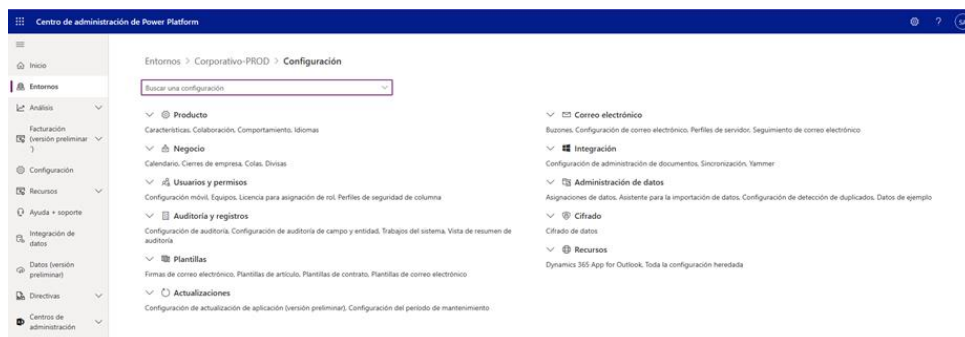 Centro de administración de Power Platform
? SA
Inicio
Entornos
Análisis
Facturación
(versión preliminar
')
Configuración
Recursos
Ayuda + soporte
Integración de
datos
Datos (versión
preliminar)
Directivas
Centros de
administración
Entornos > Corporativo-PROD > Configuración
Buscar una configuración
Producto
Características. Colaboración. Comportamiento. Idiomas
Negocio
Calendario. Cierres de empresa. Colas. Divisas
Usuarios y permisos
Configuración móvil. Equipos. Licencia para asignación de rol. Perfiles de seguridad de columna
Auditoría y registros
Configuración de auditoría. Configuración de auditoría de campo y entidad. Trabajos del sistema. Vista de resumen de
auditoría
Plantillas
Firmas de correo electrónico. Plantillas de artículo. Plantillas de contrato. Plantillas de correo electrónico
Actualizaciones
Configuración de actualización de aplicación (versión preliminar). Configuración del período de mantenimiento
Correo electrónico
Buzones. Configuración de correo electrónico. Perfiles de servidor. Seguimiento de correo electrónico
Integración
Configuración de administración de documentos. Sincronización. Yammer
Administración de datos
Asignaciones de datos. Asistente para la importación de datos. Configuración de detección de duplicados. Datos de ejemplo
Cifrado
Cifrado de datos
Recursos
Dynamics 365 App for Outlook. Toda la configuración heredada